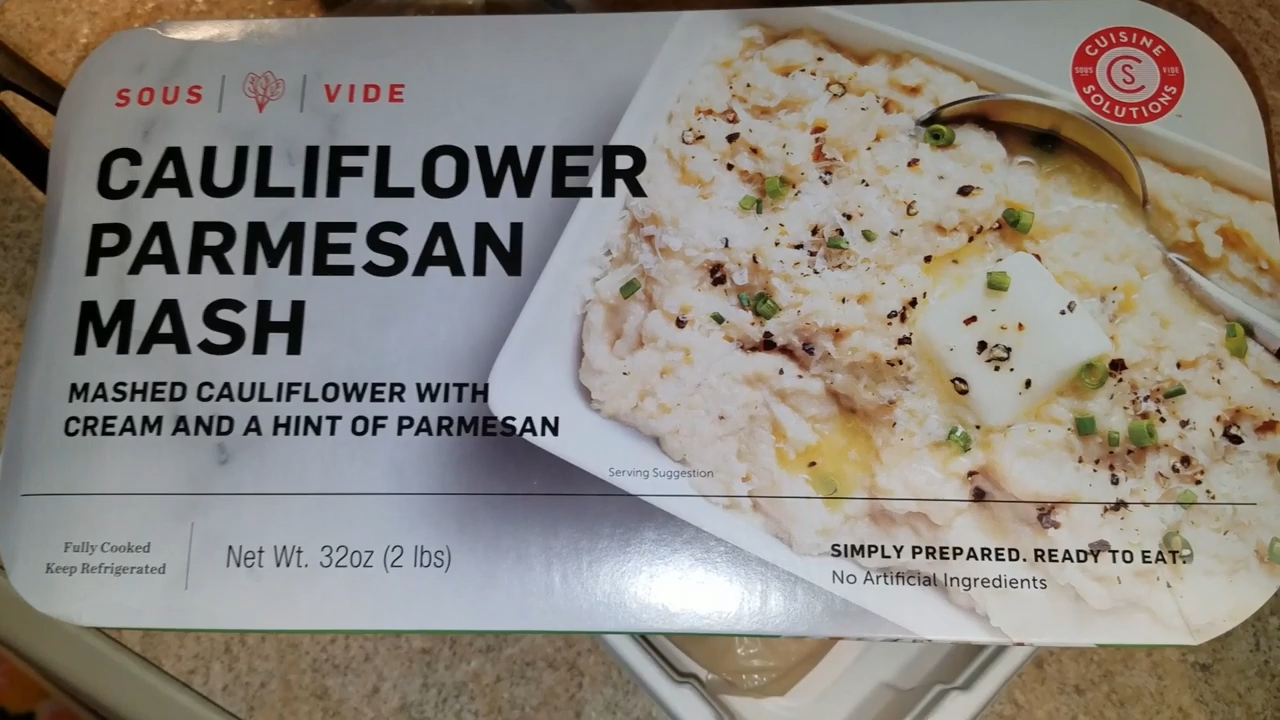 SOUS VIDE
CUISINE
SOUS CS VIDE
SOLUTIONS
CAULIFLOWER
PARMESAN
MASH
MASHED CAULIFLOWER WITH
CREAM AND A HINT OF PARMESAN
Serving Suggestion
Fully Cooked
Keep Refrigerated
Net Wt. 32oz (2 lbs)
SIMPLY PREPARED. READY TO EAT.
No Artificial Ingredients